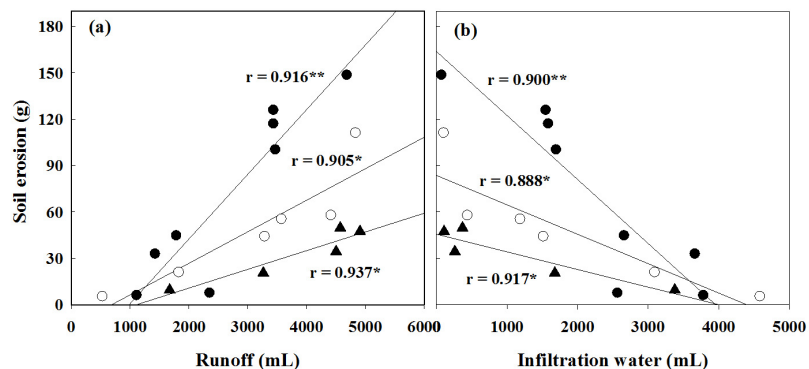 (a)
(b)
180
150
120
90
60
30
0
Soil erosion (g)
r = 0.916**
r = 0.905*
r = 0.937*
r = 0.900**
r = 0.888*
r = 0.917*
0 1000 2000 3000 4000 5000 6000
0 1000 2000 3000 4000 5000
Runoff (mL)
Infiltration water (mL)